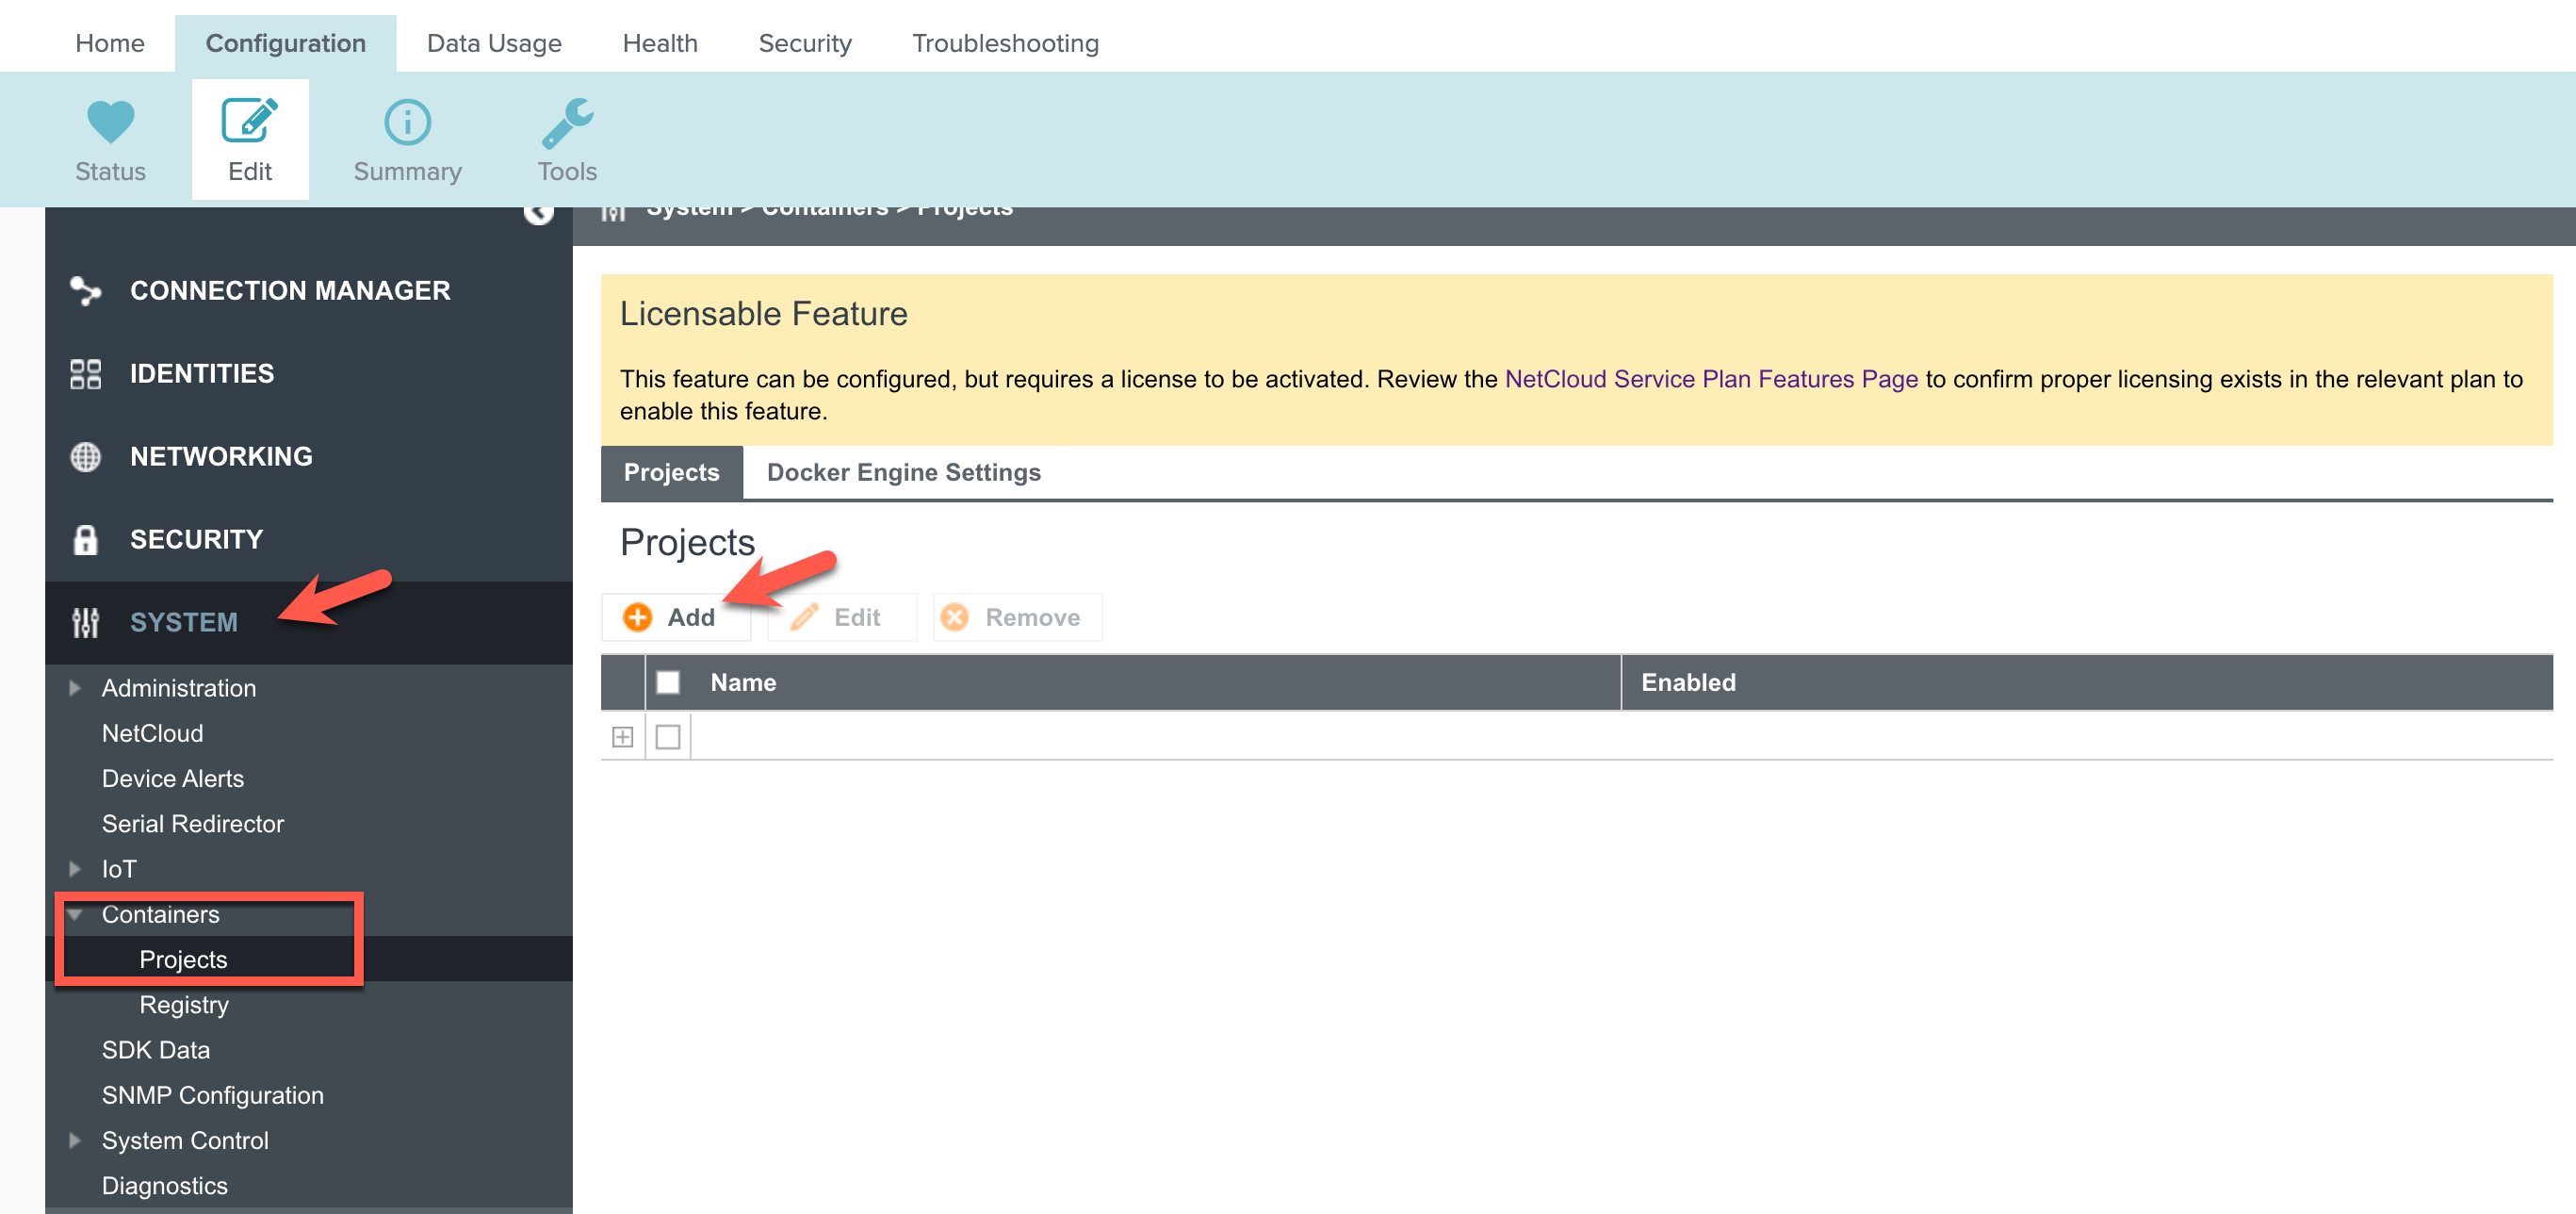 Home Configuration Data Usage Health Security Troubleshooting
Status Edit Summary Tools
System > Containers > Projects
CONNECTION MANAGER
IDENTITIES
NETWORKING
SECURITY
SYSTEM
Administration
NetCloud
Device Alerts
Serial Redirector
IoT
Containers
Projects
Registry
SDK Data
SNMP Configuration
System Control
Diagnostics
Licensable Feature
This feature can be configured, but requires a license to be activated. Review the NetCloud Service Plan Features Page to confirm proper licensing exists in the relevant plan to
enable this feature.
Projects Docker Engine Settings
Projects
Add Edit Remove
Name Enabled